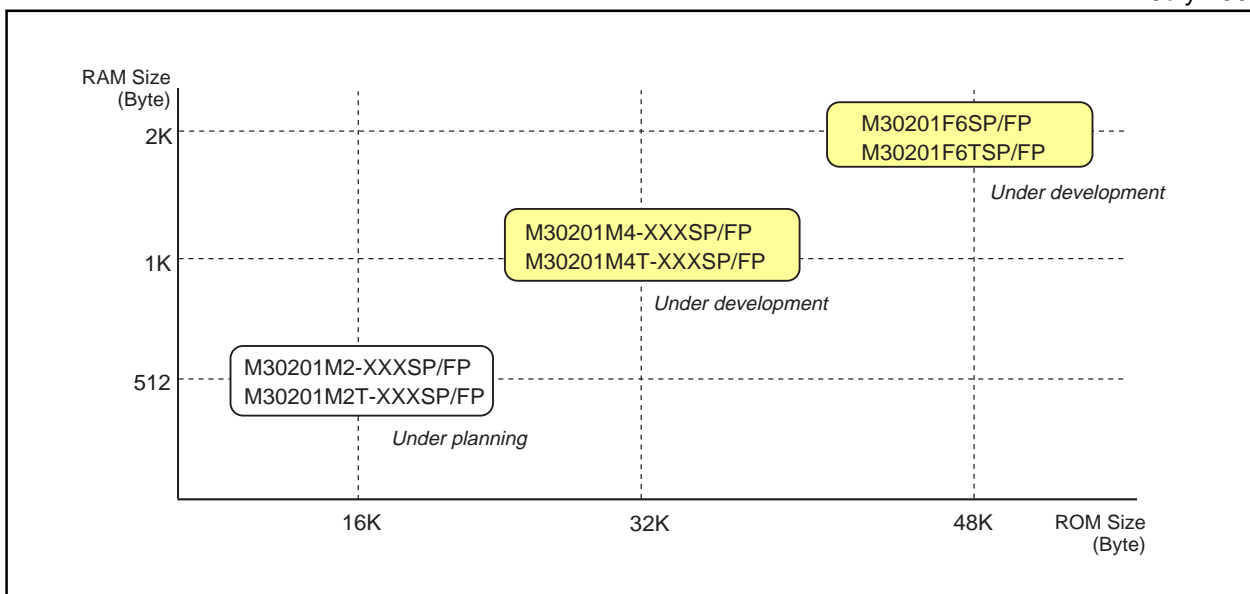 RAM Size
(Byte)
2K
M30201F6SP/FP
M30201F6TSP/FP
Under development
1K
M30201M4-XXXSP/FP
M30201M4T-XXXSP/FP
Under development
512
M30201M2-XXXSP/FP
M30201M2T-XXXSP/FP
Under planning
16K
32K
48K
ROM Size
(Byte)